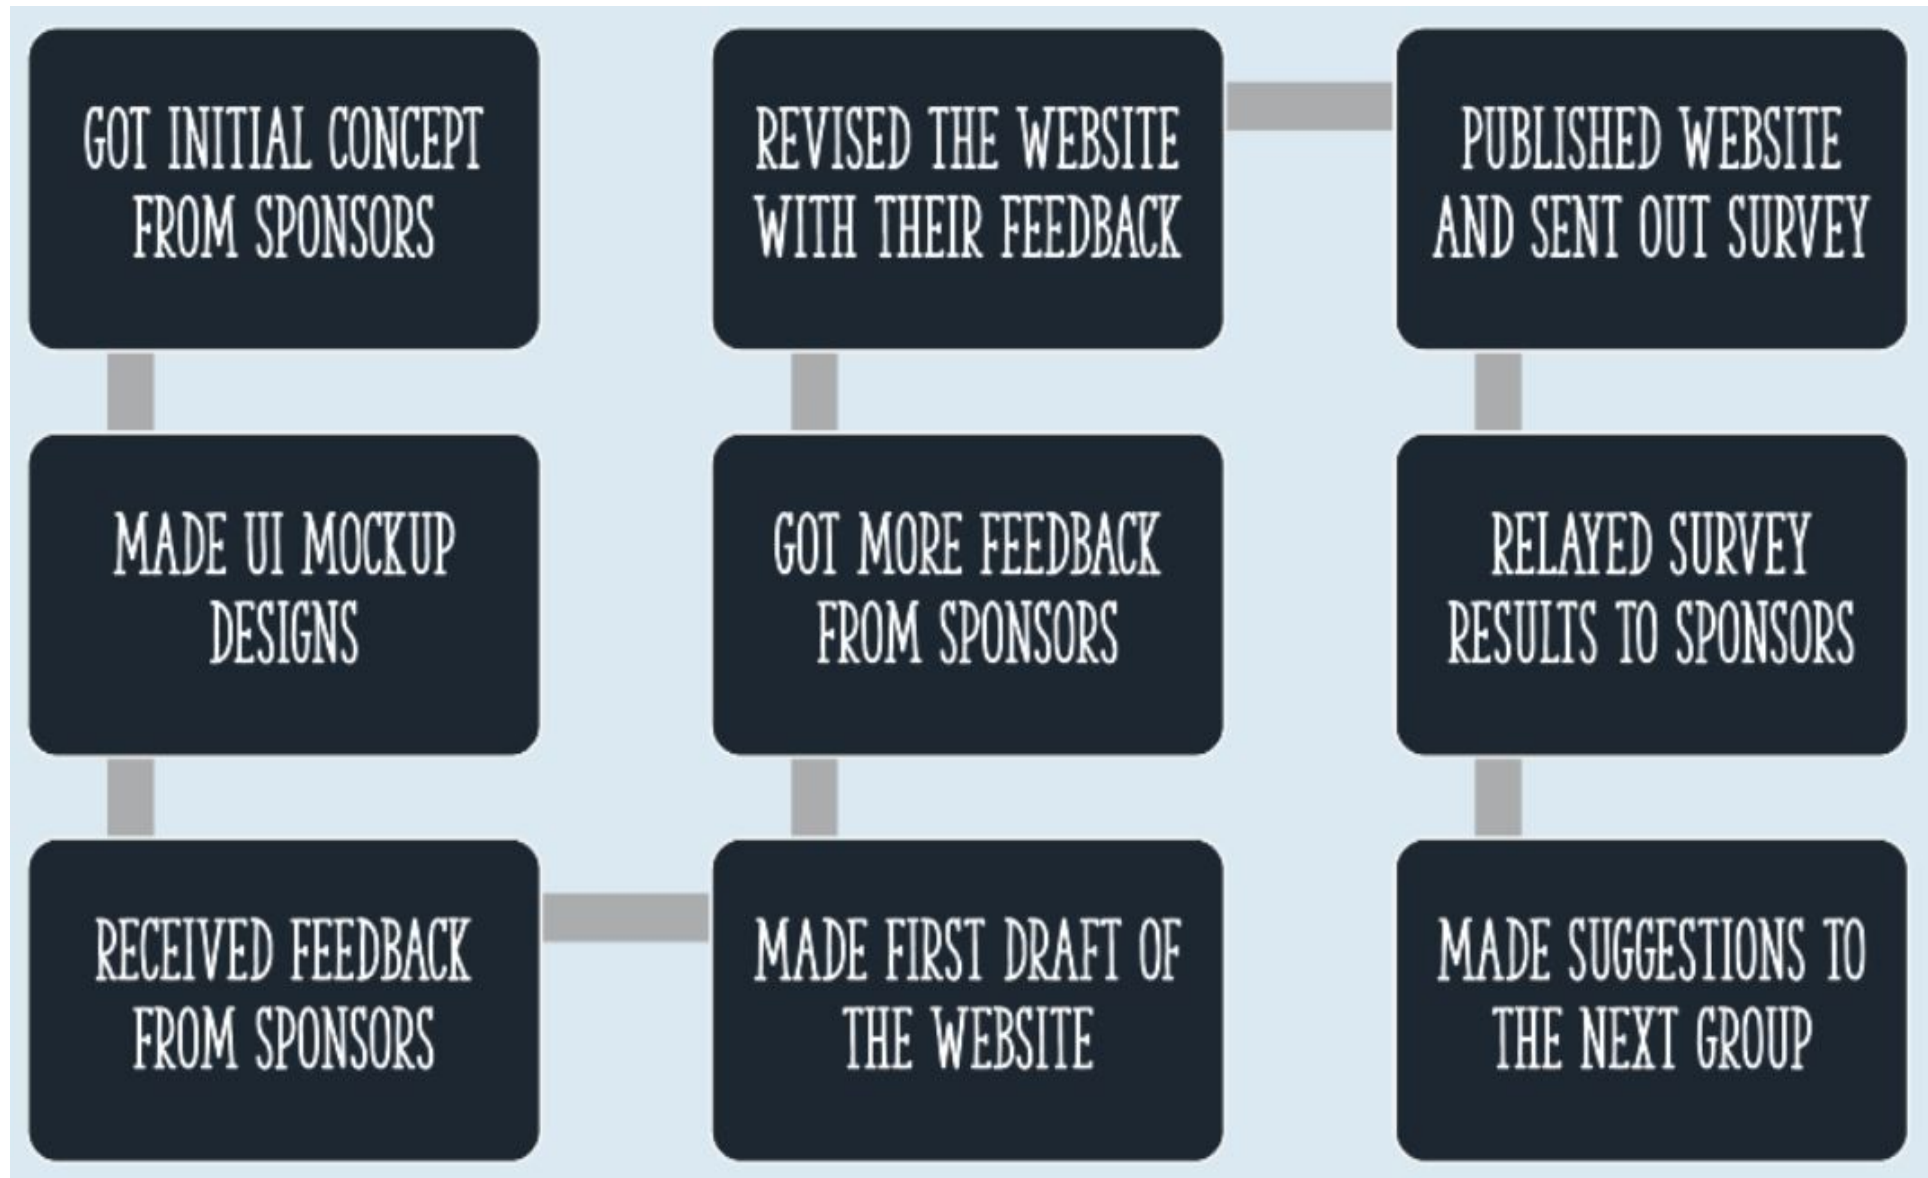 GOT INITIAL CONCEPT
FROM SPONSORS
MADE UI MOCKUP
DESIGNS
RECEIVED FEEDBACK
FROM SPONSORS
MADE FIRST DRAFT OF
THE WEBSITE
GOT MORE FEEDBACK
FROM SPONSORS
REVISED THE WEBSITE
WITH THEIR FEEDBACK
PUBLISHED WEBSITE
AND SENT OUT SURVEY
RELAYED SURVEY
RESULTS TO SPONSORS
MADE SUGGESTIONS TO
THE NEXT GROUP